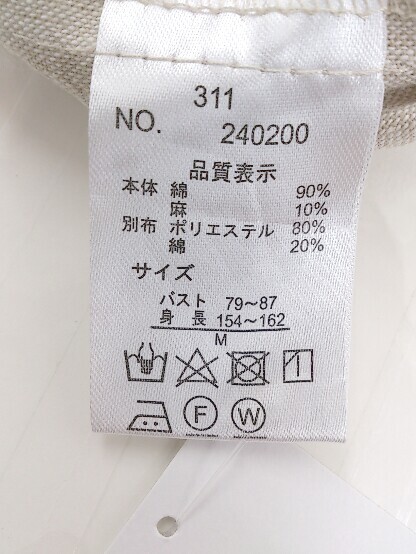 311
NO. 240200
品質表示
本体 綿 90%
麻 10%
別布 ポリエステル 80%
綿 20%
サイズ
バスト 79～87
身長 154～162
M
F W